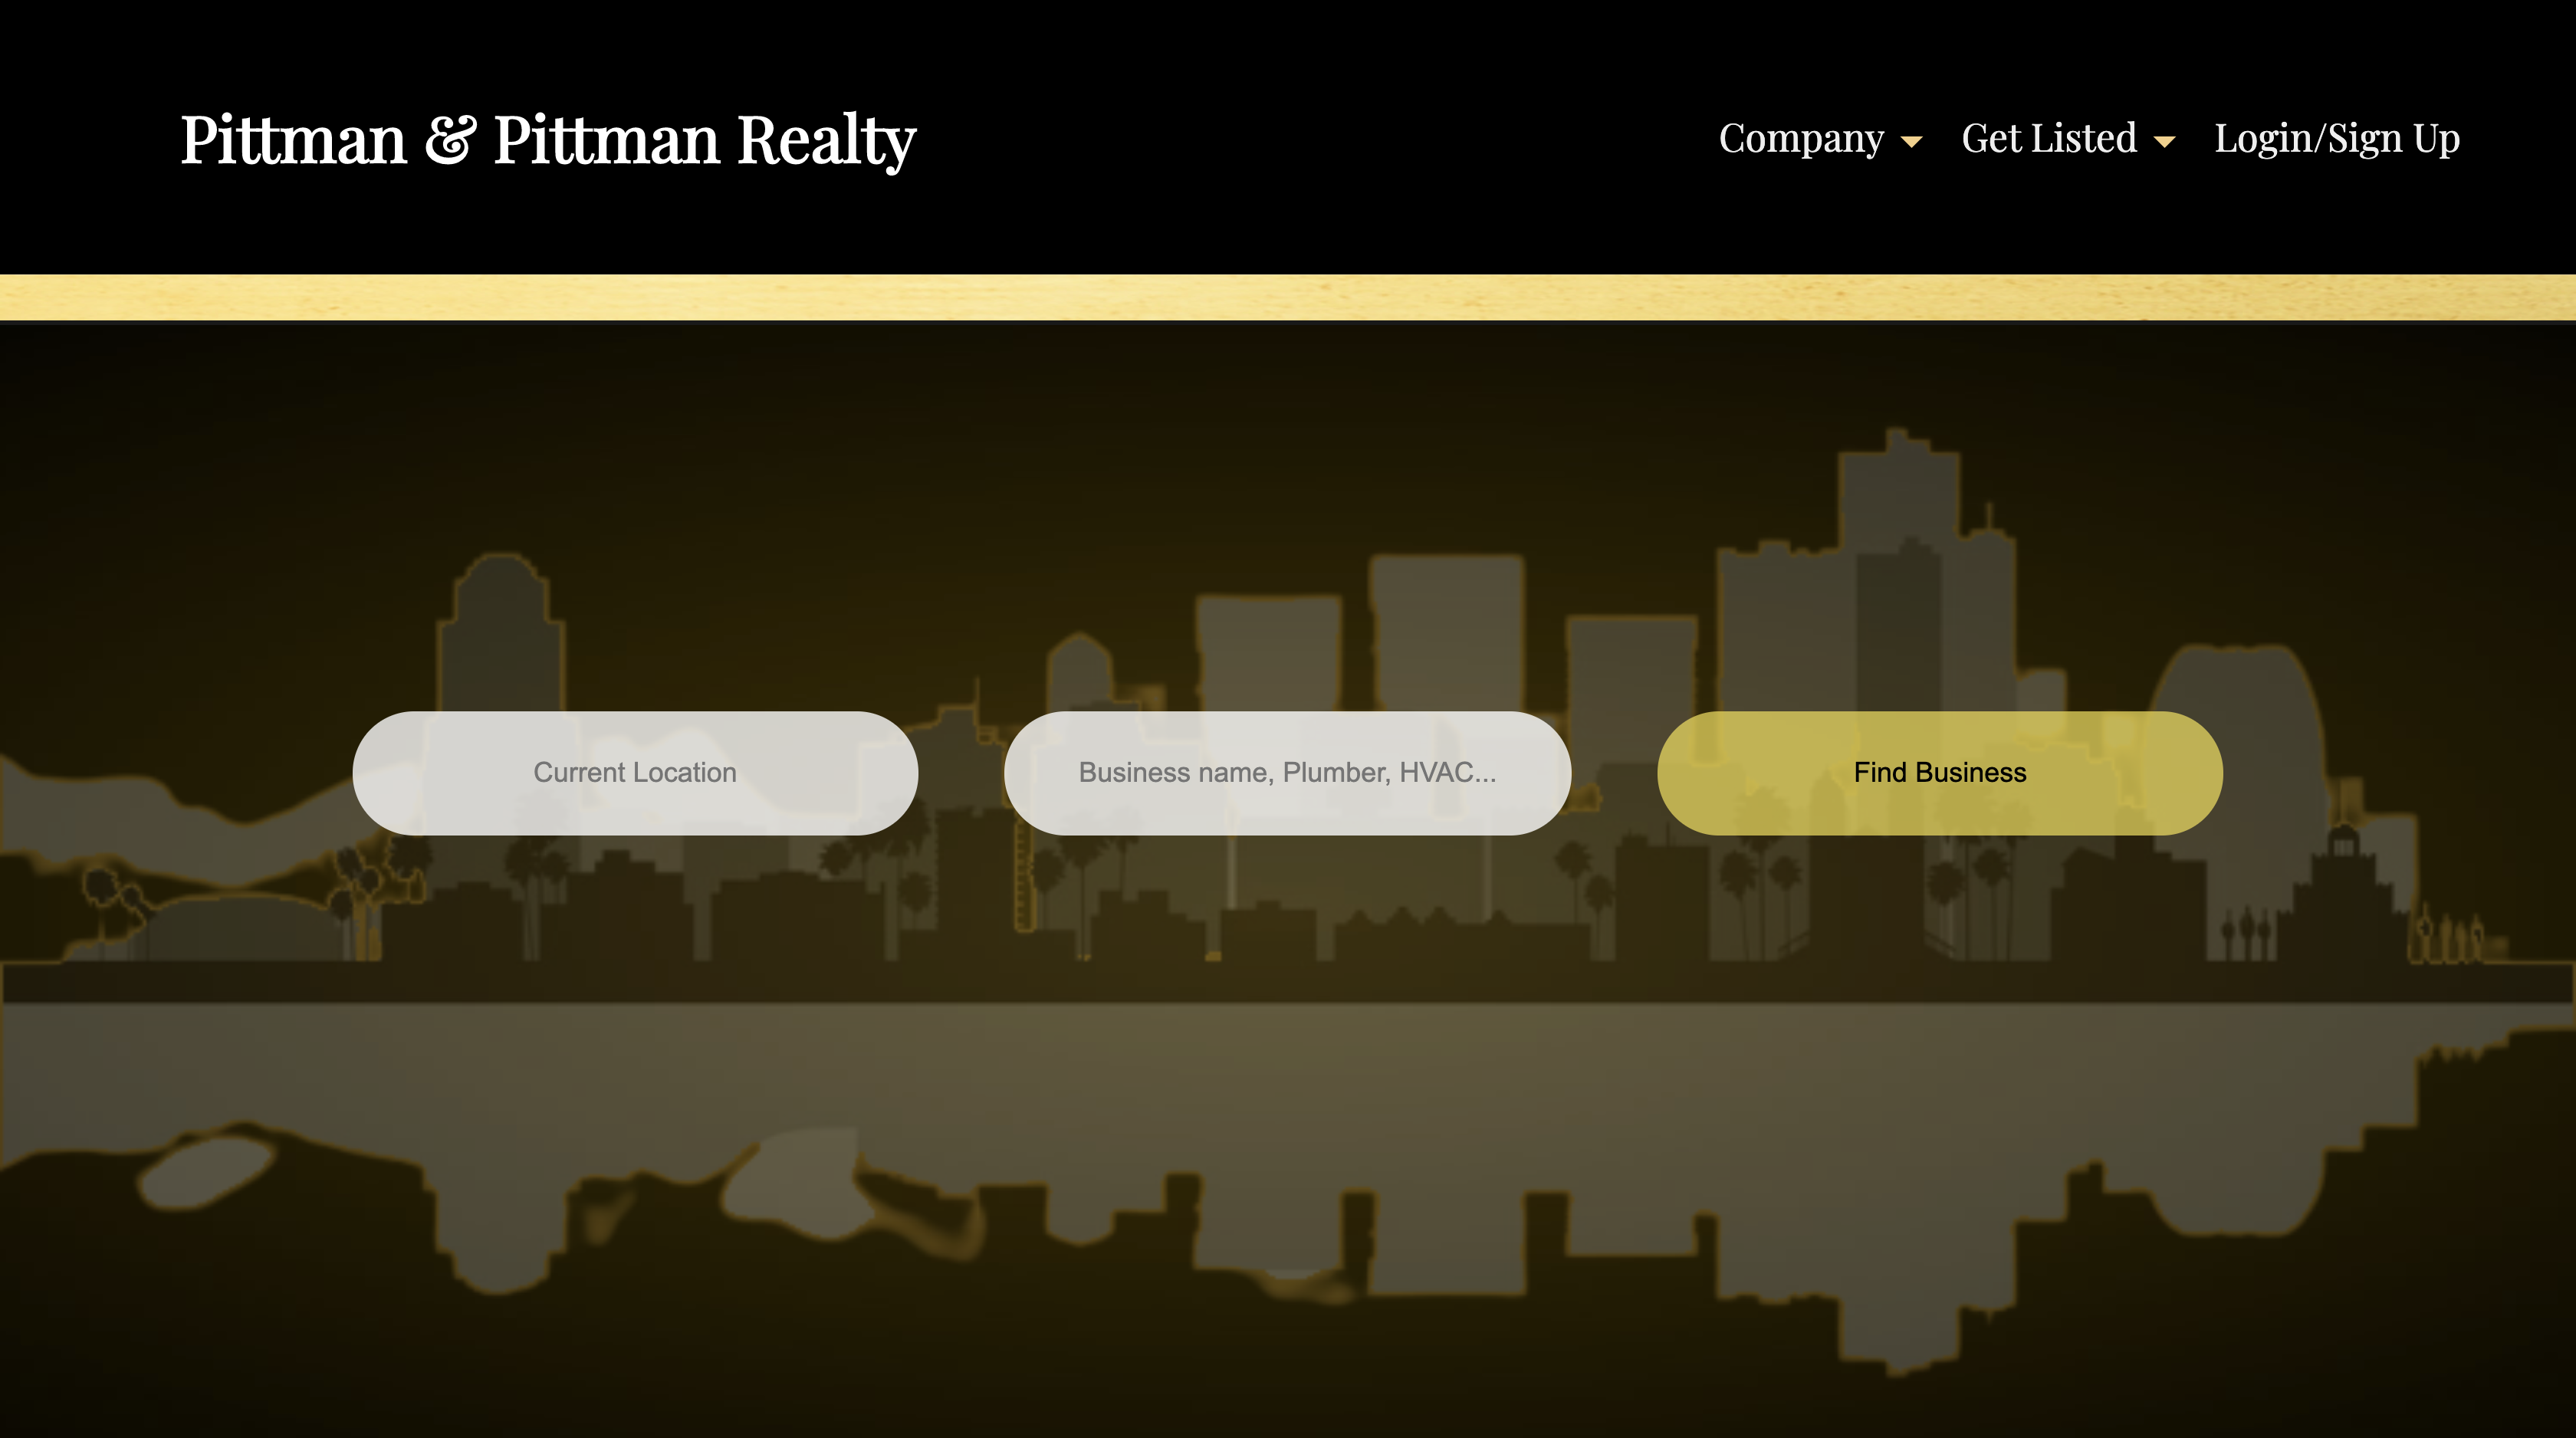 Pittman & Pittman Realty
Company
Get Listed
Login/Sign Up
Current Location
Business name, Plumber, HVAC...
Find Business